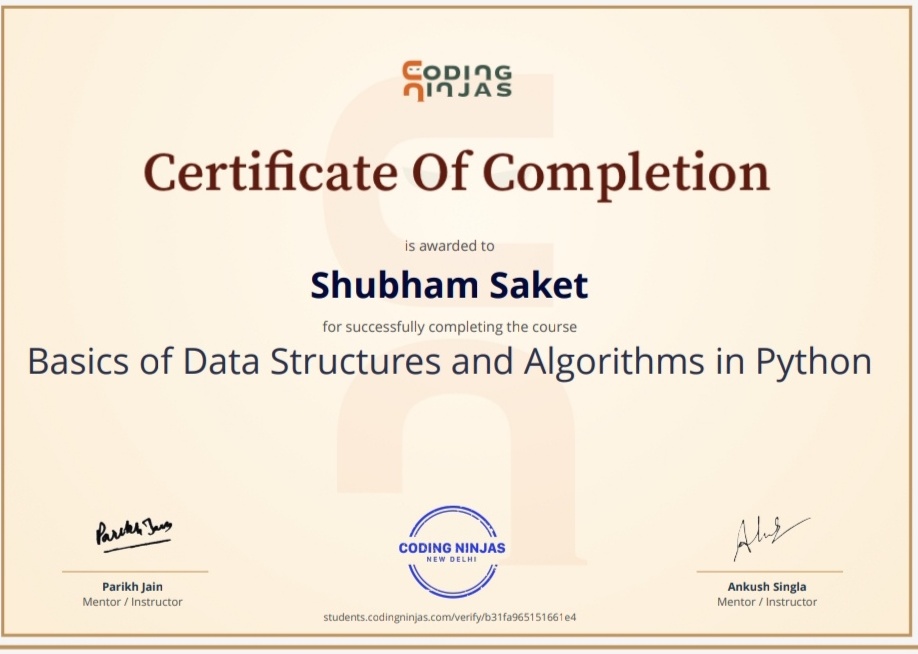 CODING
NINJAS
Certificate Of Completion
is awarded to
Shubham Saket
for successfully completing the course
Basics of Data Structures and Algorithms in Python
Parikh Jain
CODING NINJAS
NEW DELHI
Parikh Jain
Mentor / Instructor
Ankush Singla
Mentor / Instructor
students.codingninjas.com/verify/b31fa965151661e4